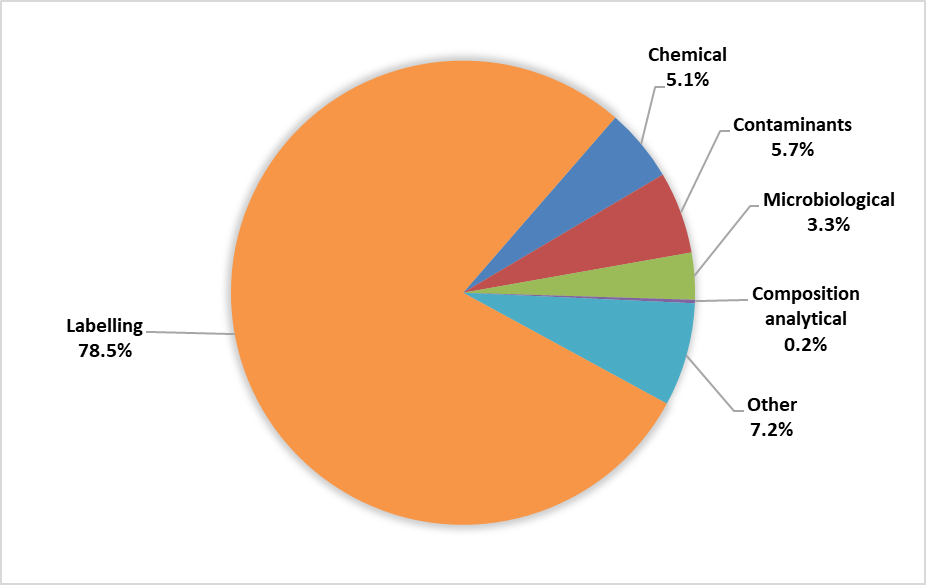 Chemical
5.1%
Contaminants
5.7%
Microbiological
3.3%
Composition
analytical
0.2%
Other
7.2%
Labelling
78.5%